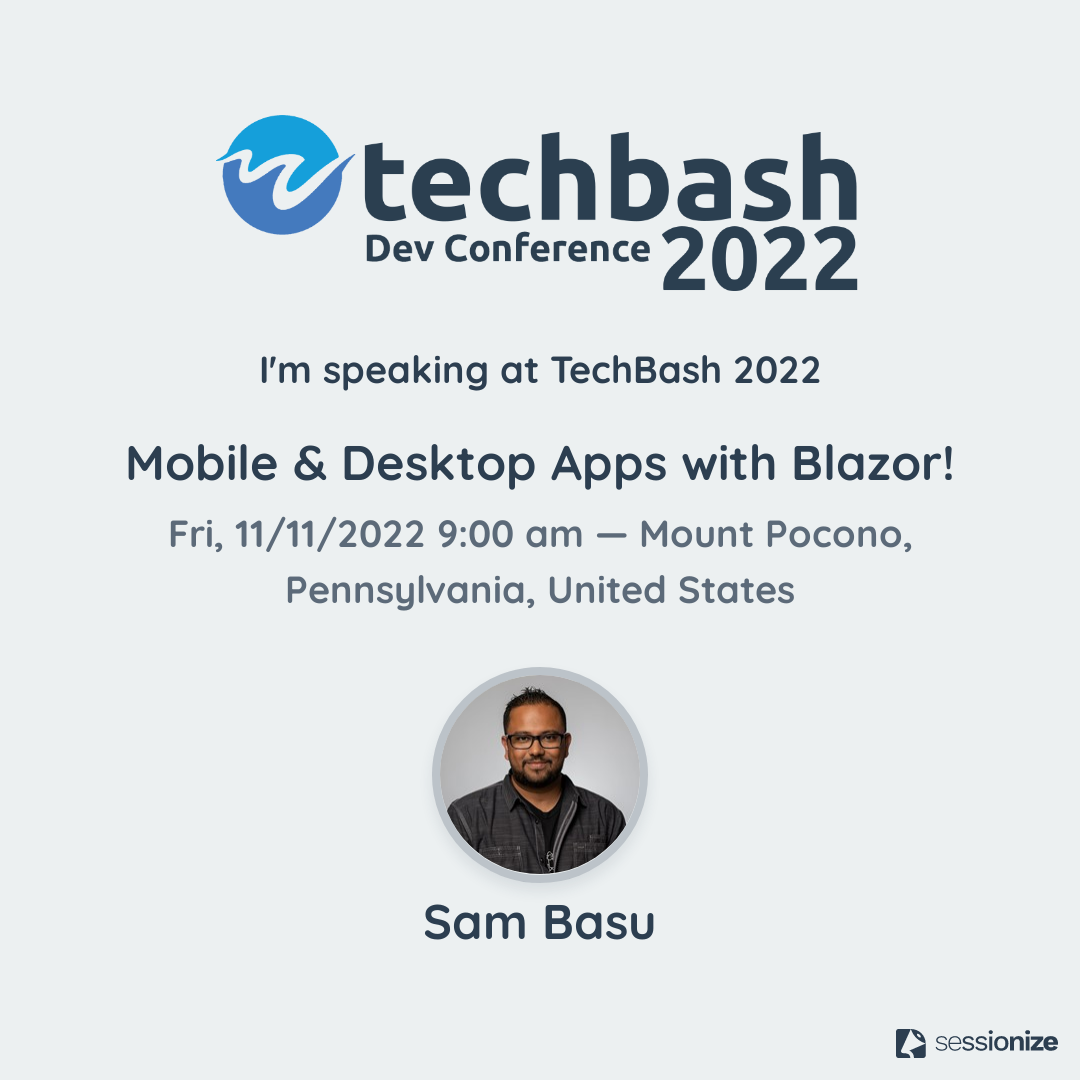 techbash
Dev Conference 2022
I'm speaking at TechBash 2022
Mobile & Desktop Apps with Blazor!
Fri, 11/11/2022 9:00 am — Mount Pocono,
Pennsylvania, United States
Sam Basu
sessionize